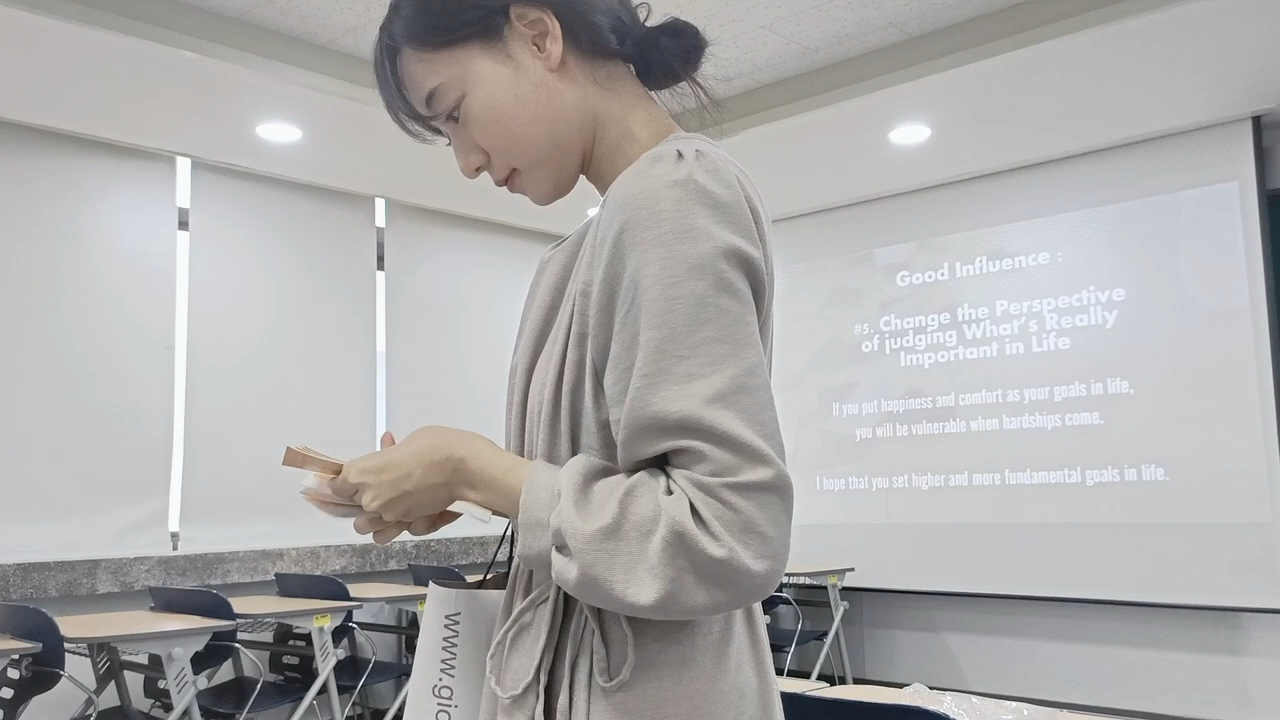 Good Influence :
#5. Change the Perspective
of judging What's Really
Important in Life
If you put happiness and comfort as your goals in life,
you will be vulnerable when hardships come.
I hope that you set higher and more fundamental goals in life.
www.gio